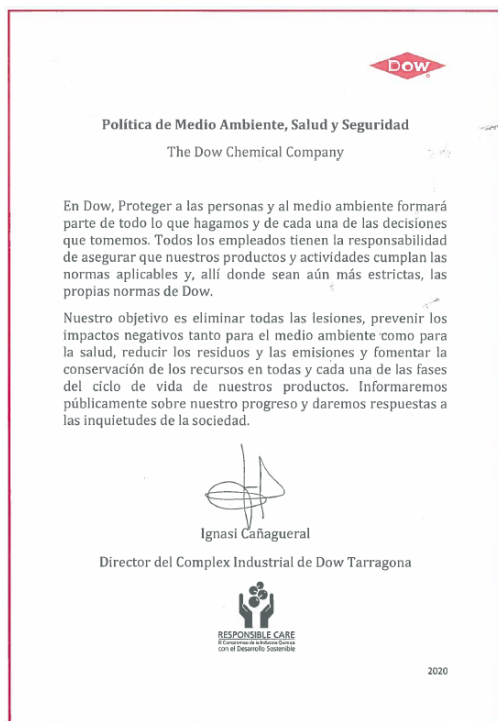 Dow
Política de Medio Ambiente, Salud y Seguridad
The Dow Chemical Company
En Dow, Proteger a las personas y al medio ambiente formará
parte de todo lo que hagamos y de cada una de las decisiones
que tomemos. Todos los empleados tienen la responsabilidad
de asegurar que nuestros productos y actividades cumplan las
normas aplicables y, allí donde sean aún más estrictas, las
propias normas de Dow.
Nuestro objetivo es eliminar todas las lesiones, prevenir los
impactos negativos tanto para el medio ambiente como para
la salud, reducir los residuos y las emisiones y fomentar la
conservación de los recursos en todas y cada una de las fases
del ciclo de vida de nuestros productos. Informaremos
públicamente sobre nuestro progreso y daremos respuestas a
las inquietudes de la sociedad.
Ignasi Cañagueral
Director del Complex Industrial de Dow Tarragona
RESPONSIBLE CARE
El Compromiso de la Industria Química
con el Desarrollo Sostenible
2020